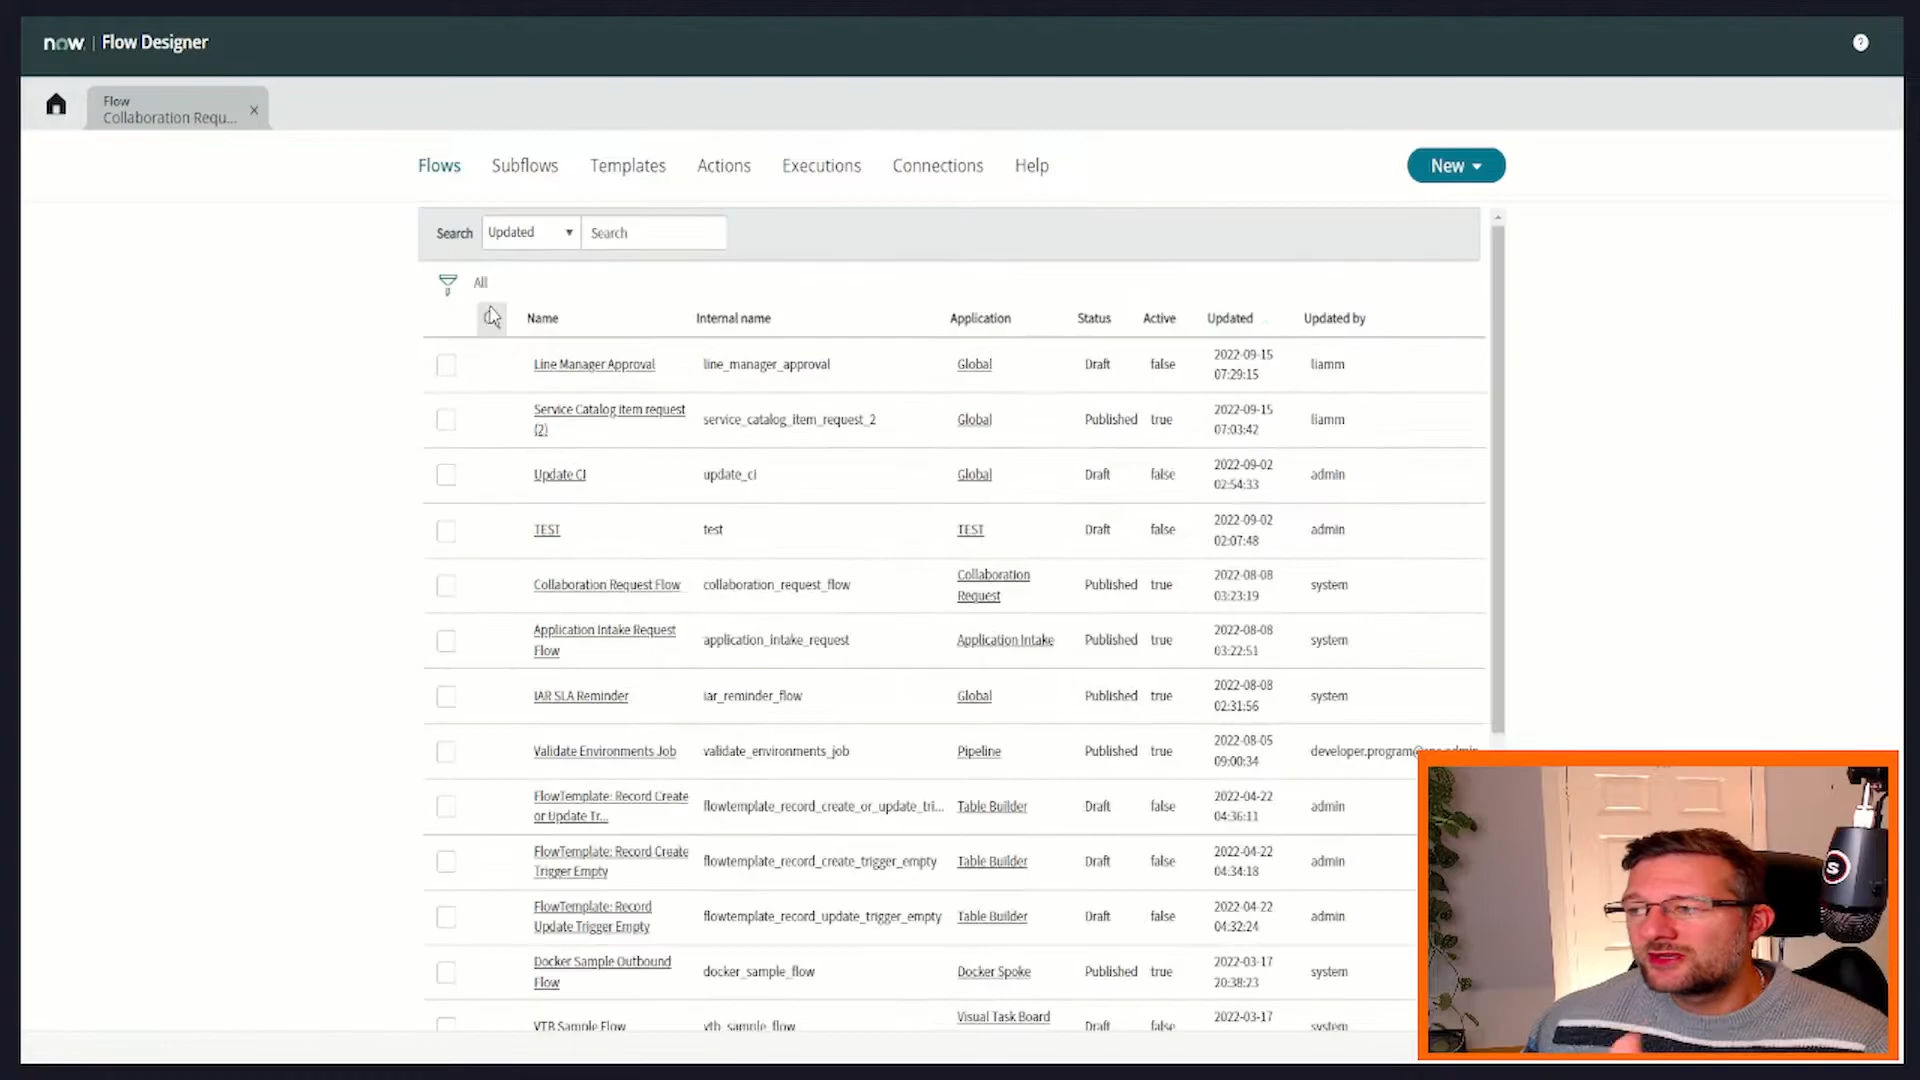 now. | Flow Designer
?
Flow
Collaboration Requ... ×
Flows Subflows Templates Actions Executions Connections Help New
Search Updated Search
All
Name Internal name Application Status Active Updated Updated by
Line Manager Approval line_manager_approval Global Draft false 2022-09-15 07:29:15 liamm
Service Catalog item request (2) service_catalog_item_request_2 Global Published true 2022-09-15 07:03:42 liamm
Update CI update_ci Global Draft false 2022-09-02 02:54:33 admin
TEST test TEST Draft false 2022-09-02 02:07:48 admin
Collaboration Request Flow collaboration_request_flow Collaboration Request Published true 2022-08-08 03:23:19 system
Application Intake Request Flow application_intake_request Application Intake Published true 2022-08-08 03:22:51 system
IAR SLA Reminder iar_reminder_flow Global Published true 2022-08-08 02:31:56 system
Validate Environments Job validate_environments_job Pipeline Published true 2022-08-05 09:00:34
FlowTemplate: Record Create or Update Tr... flowtemplate_record_create_or_update_tri... Table Builder Draft false 2022-04-22 04:36:11 admin
FlowTemplate: Record Create Trigger Empty flowtemplate_record_create_trigger_empty Table Builder Draft false 2022-04-22 04:34:18 admin
FlowTemplate: Record Update Trigger Empty flowtemplate_record_update_trigger_empty Table Builder Draft false 2022-04-22 04:32:24 admin
Docker Sample Outbound Flow docker_sample_flow Docker Spoke Published true 2022-03-17 20:38:23 system
VTB Sample Flow vtb_sample_flow Visual Task Board Draft false 2022-03-17 system
S